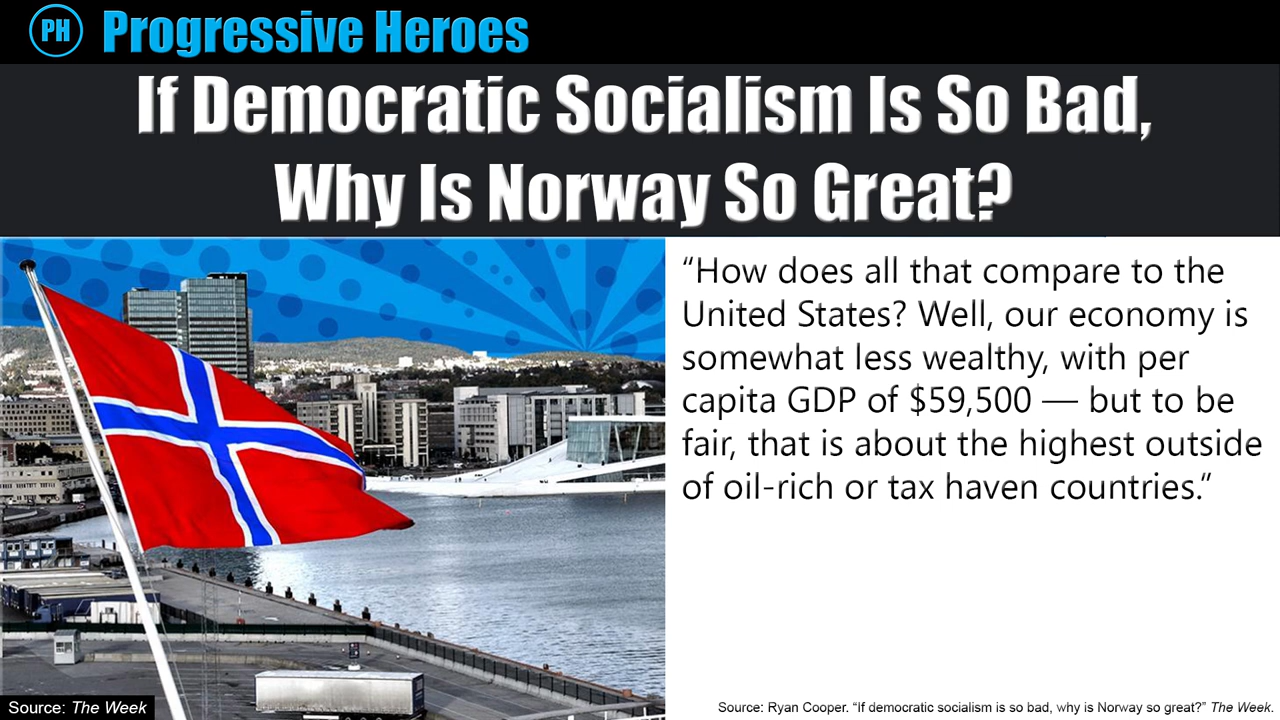 PH Progressive Heroes
If Democratic Socialism Is So Bad,
Why Is Norway So Great?
“How does all that compare to the
United States? Well, our economy is
somewhat less wealthy, with per
capita GDP of $59,500 — but to be
fair, that is about the highest outside
of oil-rich or tax haven countries.”
Source: The Week
Source: Ryan Cooper. “If democratic socialism is so bad, why is Norway so great?” The Week.